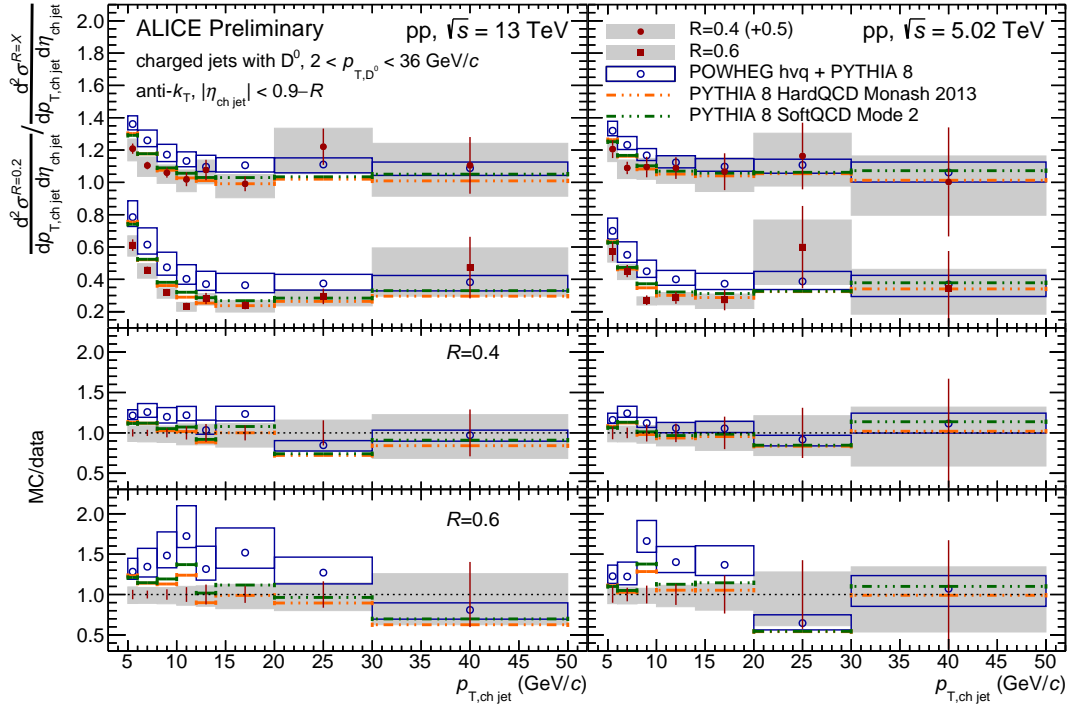 ALICE Preliminary
pp, √s = 13 TeV
charged jets with D⁰, 2 < p_T,D⁰ < 36 GeV/c
anti-k_T, |η_ch jet| < 0.9−R
pp, √s = 5.02 TeV
R=0.4 (+0.5)
R=0.6
POWHEG hvq + PYTHIA 8
PYTHIA 8 HardQCD Monash 2013
PYTHIA 8 SoftQCD Mode 2
d²σ^R=0.2 / dp_T,ch jet dη_ch jet / d²σ^R=X / dp_T,ch jet dη_ch jet
2.0
1.8
1.6
1.4
1.2
1.0
0.8
0.6
0.4
0.2
R=0.4
2.0
1.5
1.0
0.5
MC/data
R=0.6
2.0
1.5
1.0
0.5
5 10 15 20 25 30 35 40 45 50
5 10 15 20 25 30 35 40 45 50
p_T,ch jet (GeV/c)
p_T,ch jet (GeV/c)